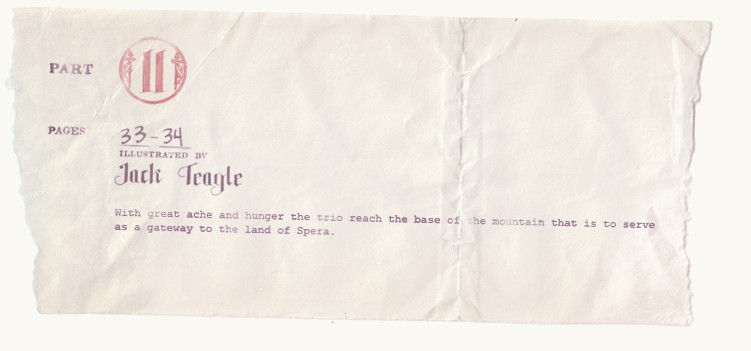 PART 11
PAGES 33-34
ILLUSTRATED BY
Jack Teagle
With great ache and hunger the trio reach the base of the mountain that is to serve
as a gateway to the land of Spera.